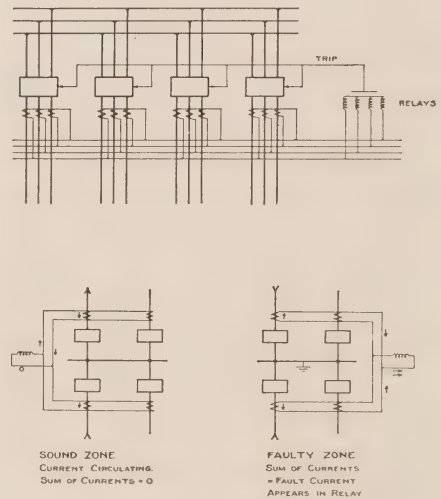 TRIP
RELAYS
SOUND ZONE
CURRENT CIRCULATING.
SUM OF CURRENTS = 0
FAULTY ZONE
SUM OF CURRENTS
= FAULT CURRENT
APPEARS IN RELAY